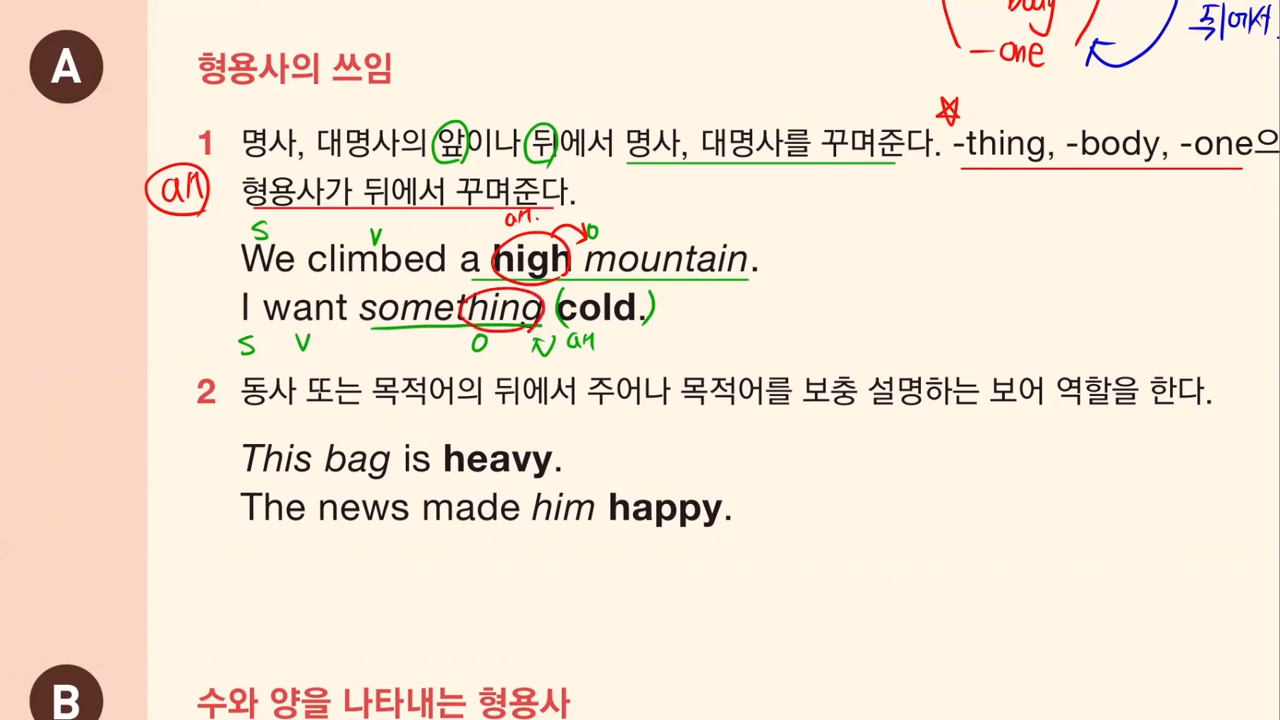 body
뒤에서
-one
A
형용사의 쓰임
1 명사, 대명사의 앞이나 뒤에서 명사, 대명사를 꾸며준다. -thing, -body, -one으
형용사가 뒤에서 꾸며준다.
S V O
We climbed a high mountain.
I want something cold.
S V O
2 동사 또는 목적어의 뒤에서 주어나 목적어를 보충 설명하는 보어 역할을 한다.
This bag is heavy.
The news made him happy.
B
수와 양을 나타내는 형용사